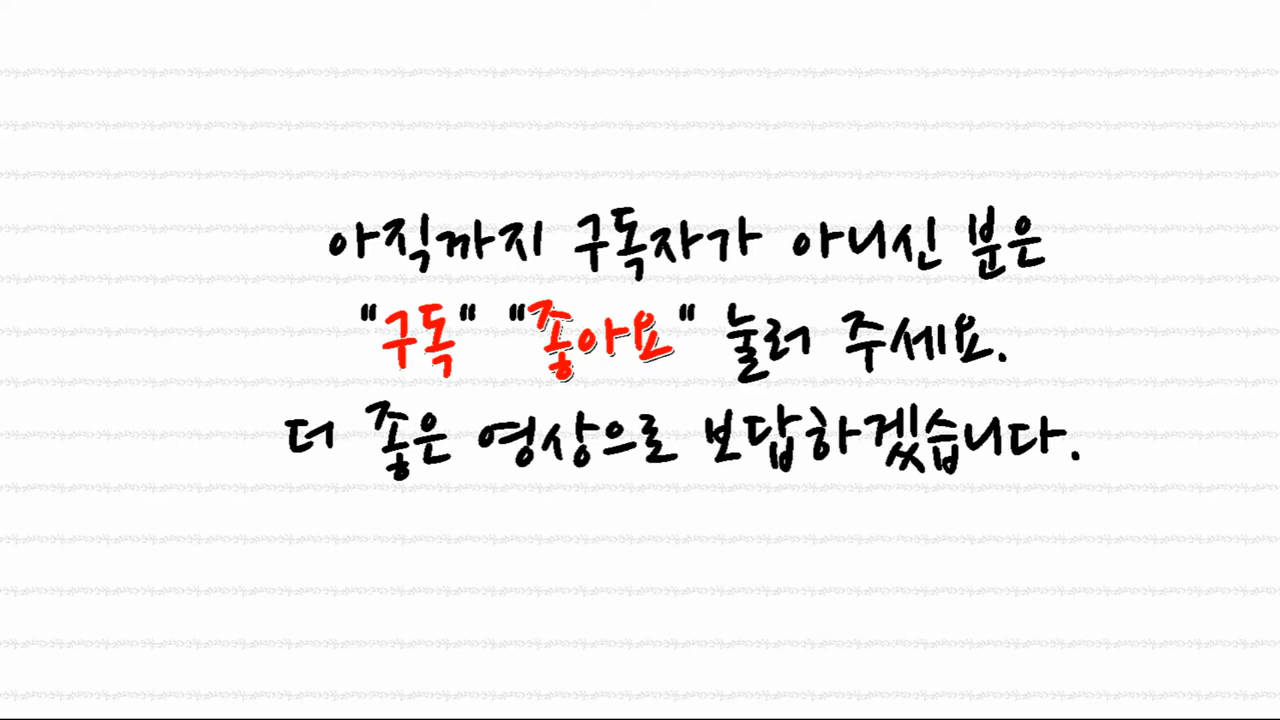 아직까지 구독자가 아니신 분은
"구독" "좋아요" 눌러 주세요.
더 좋은 영상으로 보답하겠습니다.